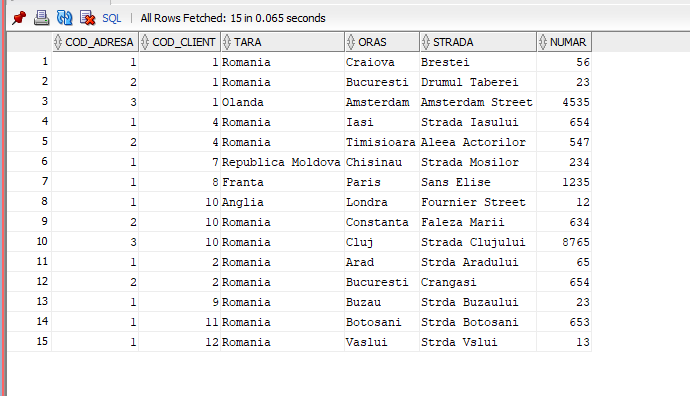 SQL | All Rows Fetched: 15 in 0.065 seconds
COD_ADRESA COD_CLIENT TARA ORAS STRADA NUMAR
1 1 1 Romania Craiova Brestei 56
2 2 1 Romania Bucuresti Drumul Taberei 23
3 3 1 Olanda Amsterdam Amsterdam Street 4535
4 1 4 Romania Iasi Strada Iasului 654
5 2 4 Romania Timisioara Aleea Actorilor 547
6 1 7 Republica Moldova Chisinau Strada Mosilor 234
7 1 8 Franta Paris Sans Elise 1235
8 1 10 Anglia Londra Fournier Street 12
9 2 10 Romania Constanta Faleza Marii 634
10 3 10 Romania Cluj Strada Clujului 8765
11 1 2 Romania Arad Strda Aradului 65
12 2 2 Romania Bucuresti Crangasi 654
13 1 9 Romania Buzau Strda Buzaului 23
14 1 11 Romania Botosani Strda Botosani 653
15 1 12 Romania Vaslui Strda Vslui 13